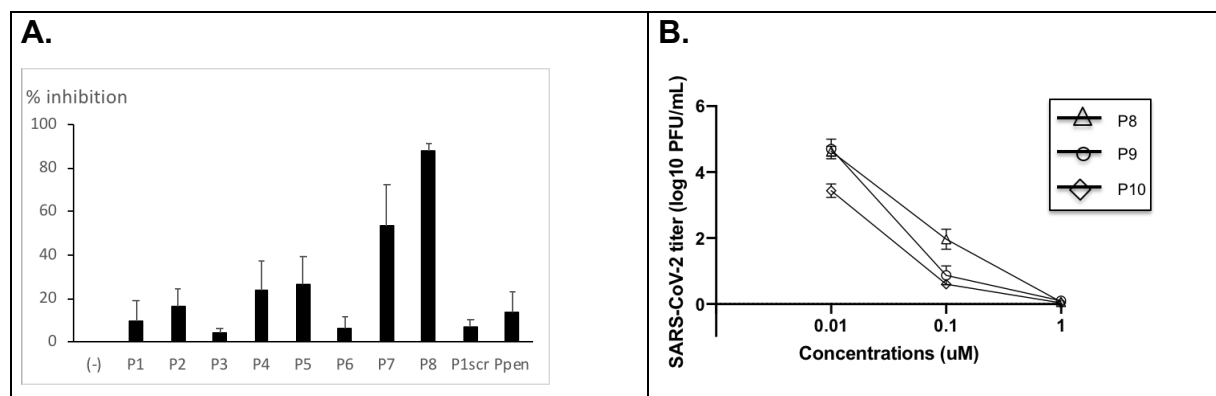 A.
% inhibition
100
80
60
40
20
0
(-) P1 P2 P3 P4 P5 P6 P7 P8 P1scr Ppen
B.
SARS-CoV-2 titer (log10 PFU/mL)
6
4
2
0
0.01 0.1 1
Concentrations (uM)
P8
P9
P10